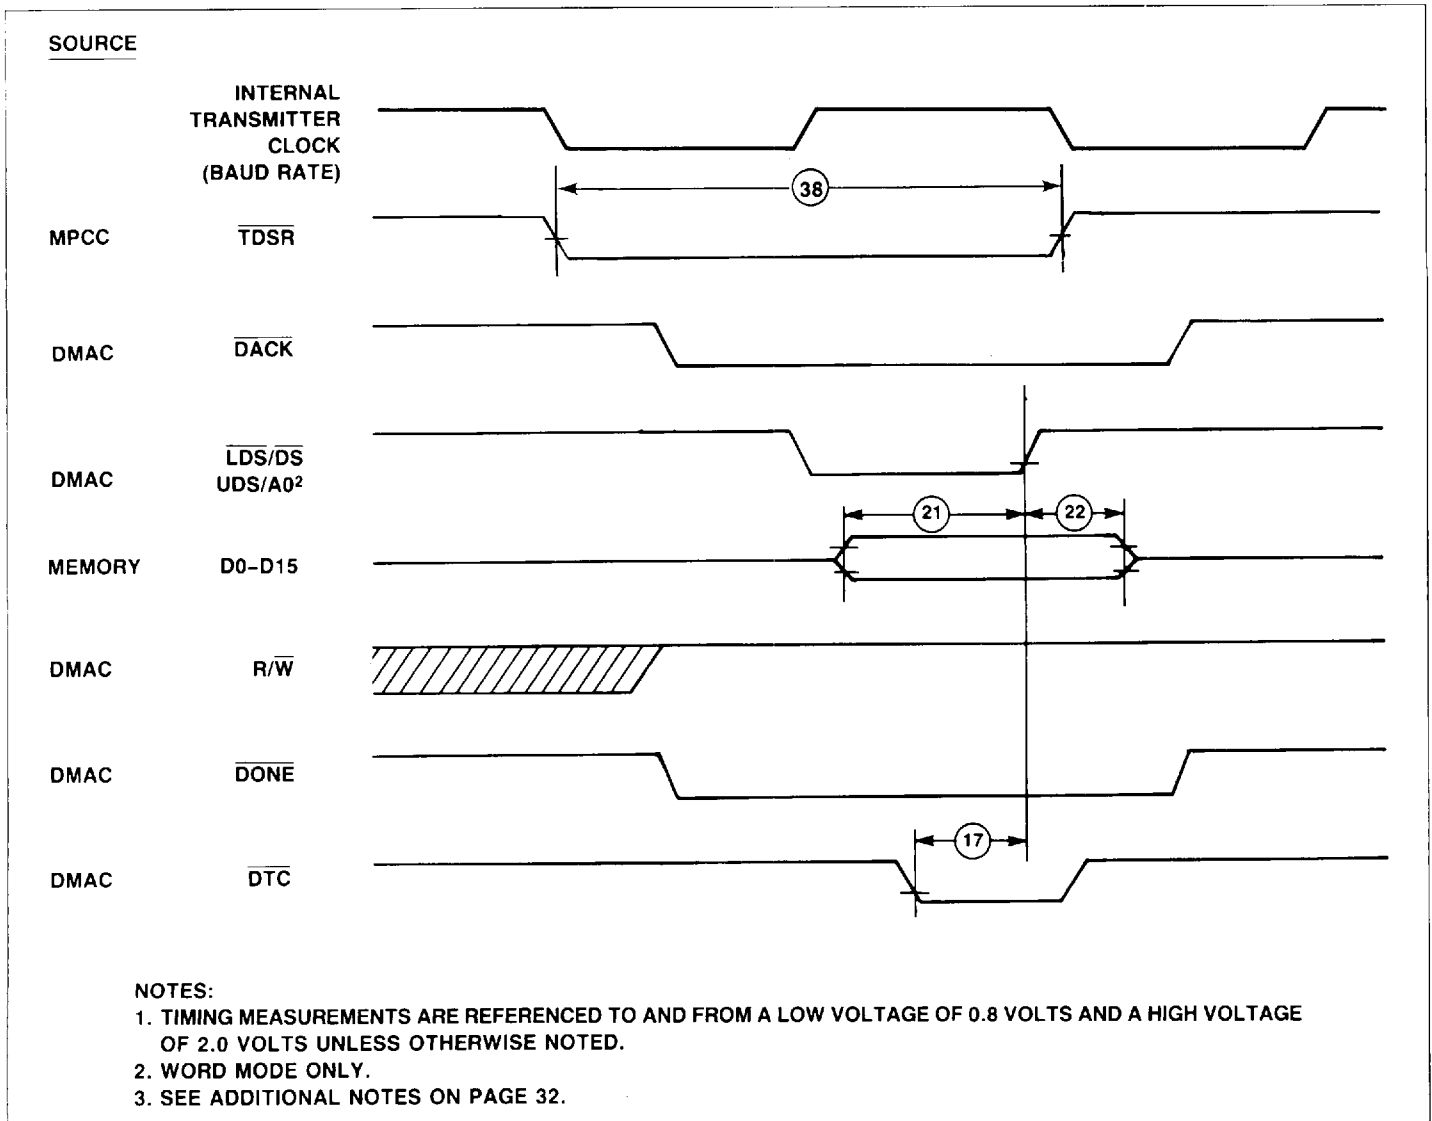 SOURCE
INTERNAL
TRANSMITTER
CLOCK
(BAUD RATE)
38
MPCC TDSR
DMAC DACK
DMAC LDS/DS
UDS/A0²
21 22
MEMORY D0–D15
DMAC R/W
DMAC DONE
17
DMAC DTC
NOTES:
1. TIMING MEASUREMENTS ARE REFERENCED TO AND FROM A LOW VOLTAGE OF 0.8 VOLTS AND A HIGH VOLTAGE
OF 2.0 VOLTS UNLESS OTHERWISE NOTED.
2. WORD MODE ONLY.
3. SEE ADDITIONAL NOTES ON PAGE 32.